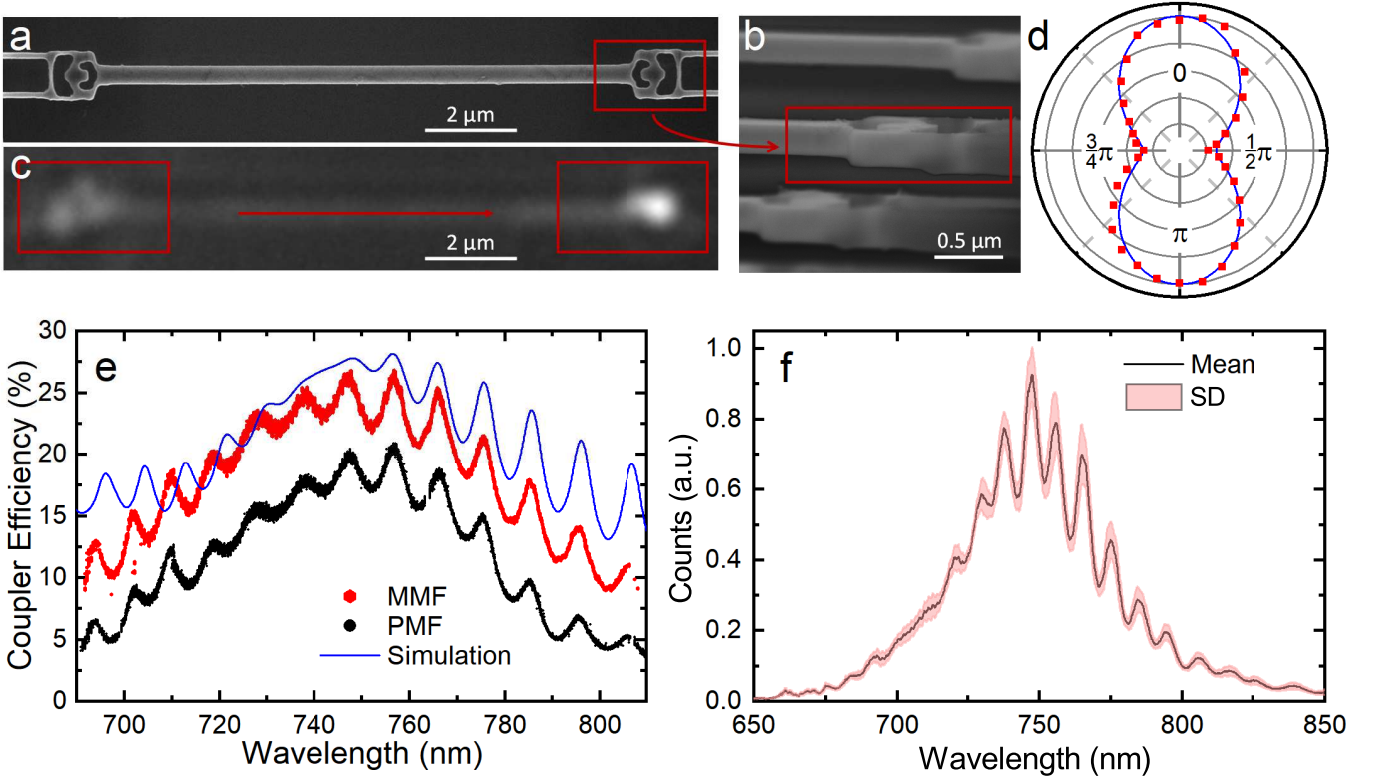 a
2 μm
b
0.5 μm
c
2 μm
d
0
3/4 π
1/2 π
π
e
30
25
20
15
10
5
0
Coupler Efficiency (%)
MMF
PMF
Simulation
700 720 740 760 780 800
Wavelength (nm)
f
1.0
0.8
0.6
0.4
0.2
0.0
Counts (a.u.)
Mean
SD
650 700 750 800 850
Wavelength (nm)